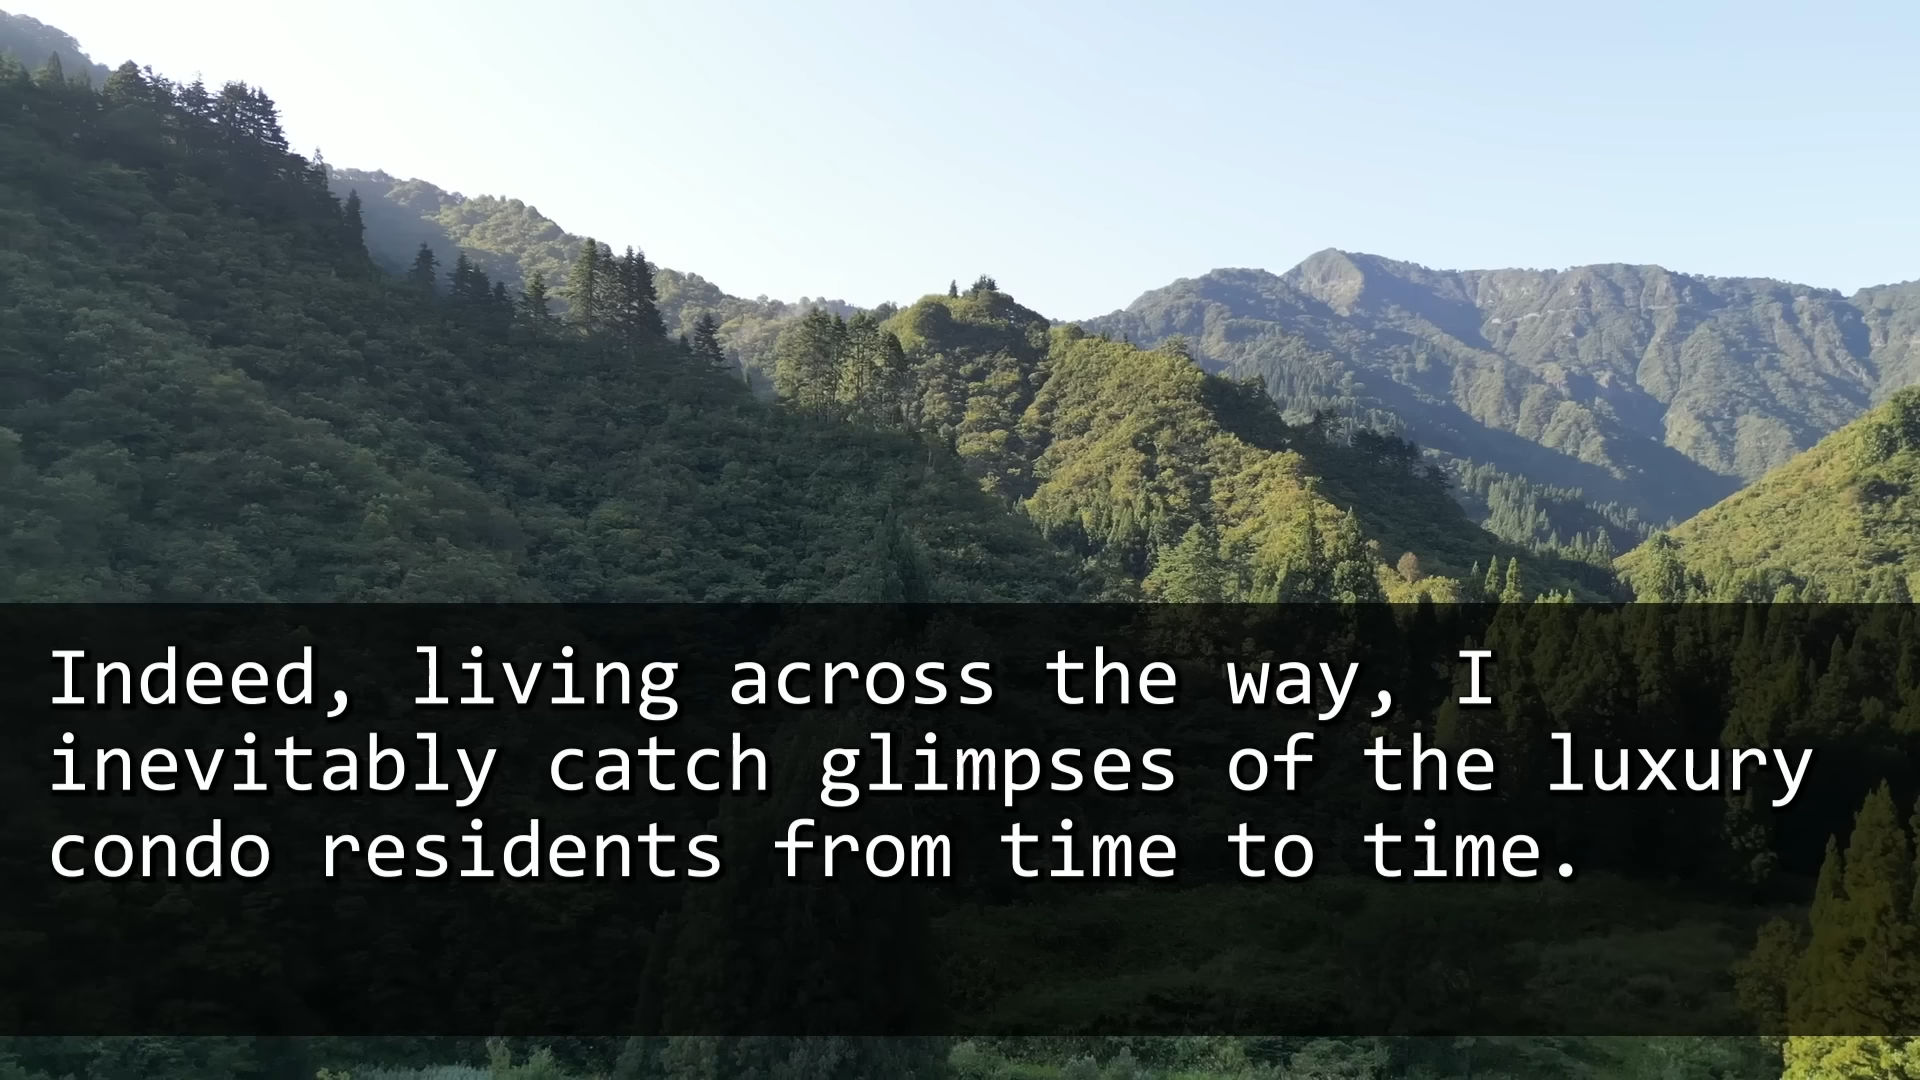 Indeed, living across the way, I
inevitably catch glimpses of the luxury
condo residents from time to time.